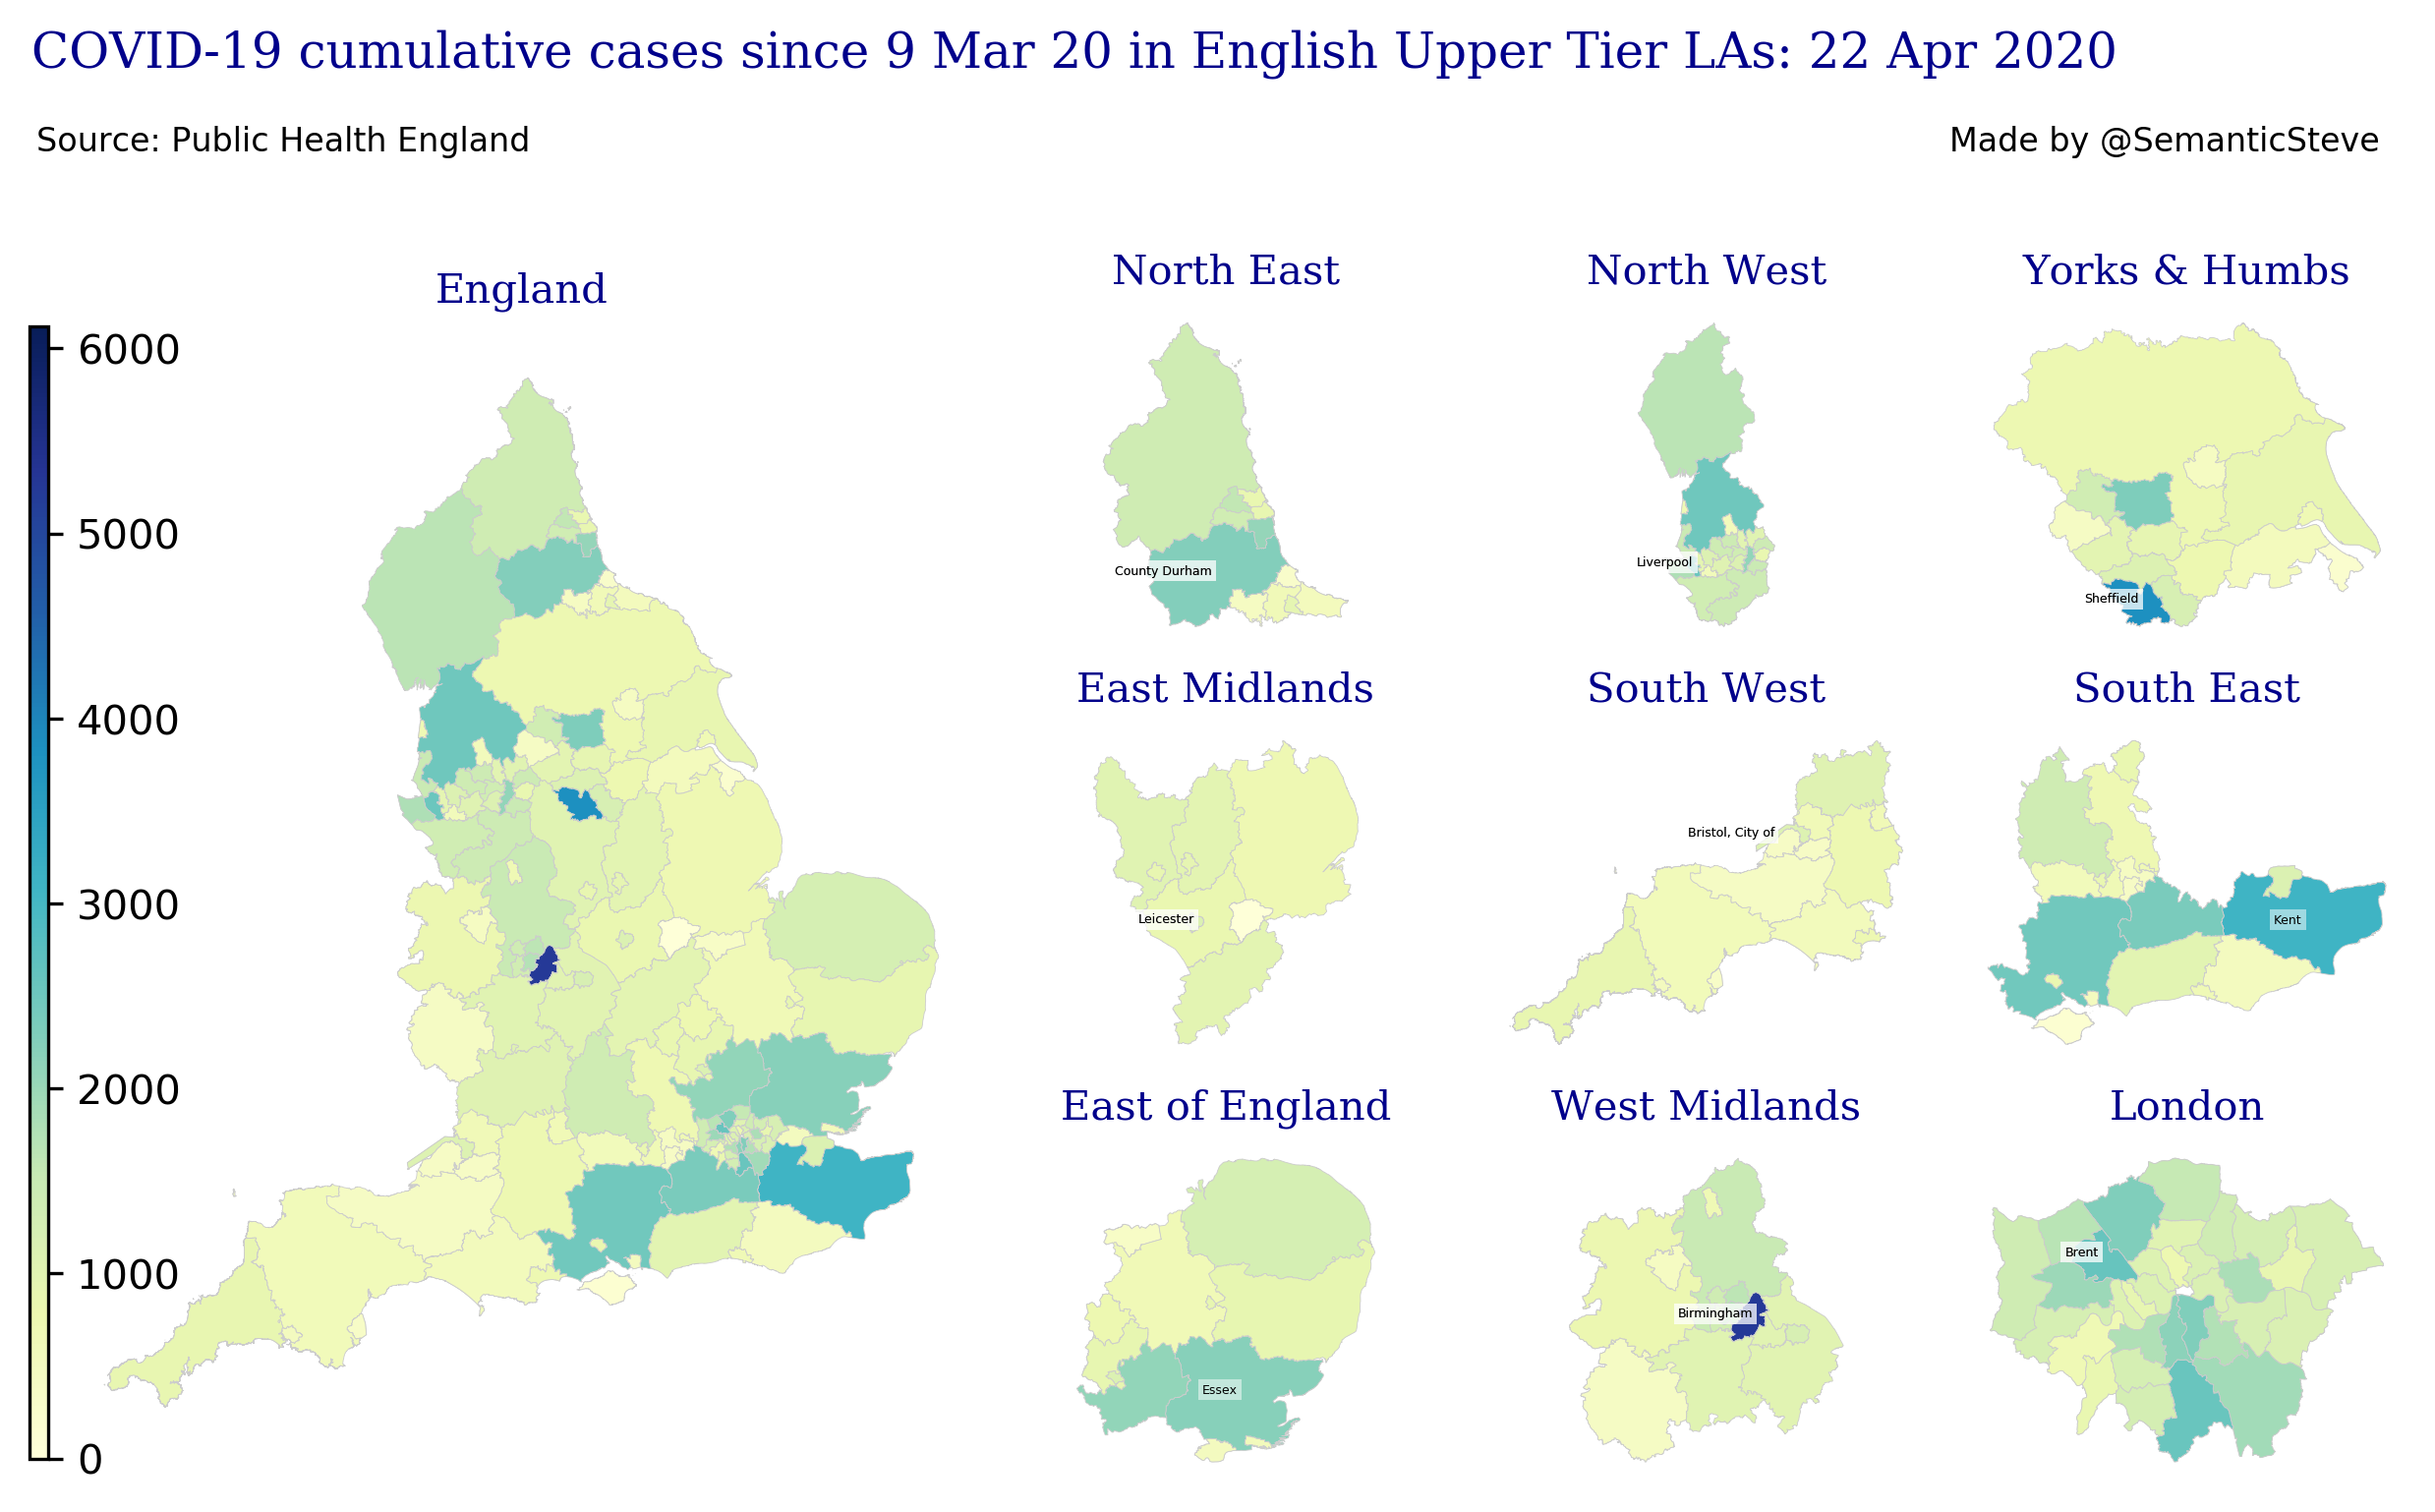 COVID-19 cumulative cases since 9 Mar 20 in English Upper Tier LAs: 22 Apr 2020
Source: Public Health England
Made by @SemanticSteve
England
6000
5000
4000
3000
2000
1000
0
North East
County Durham
North West
Liverpool
Yorks & Humbs
Sheffield
East Midlands
Leicester
South West
Bristol, City of
South East
Kent
East of England
Essex
West Midlands
Birmingham
London
Brent